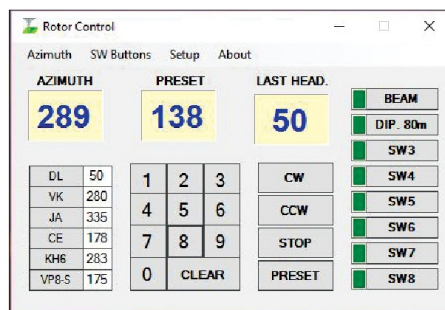 Rotor Control
Azimuth SW Buttons Setup About
AZIMUTH PRESET LAST HEAD.
289 138 50
BEAM
DIP. 80m
SW3
SW4
SW5
SW6
SW7
SW8
DL 50
VK 280
JA 335
CE 178
KH6 283
VP8-S 175
1 2 3
4 5 6
7 8 9
0 CLEAR
CW
CCW
STOP
PRESET